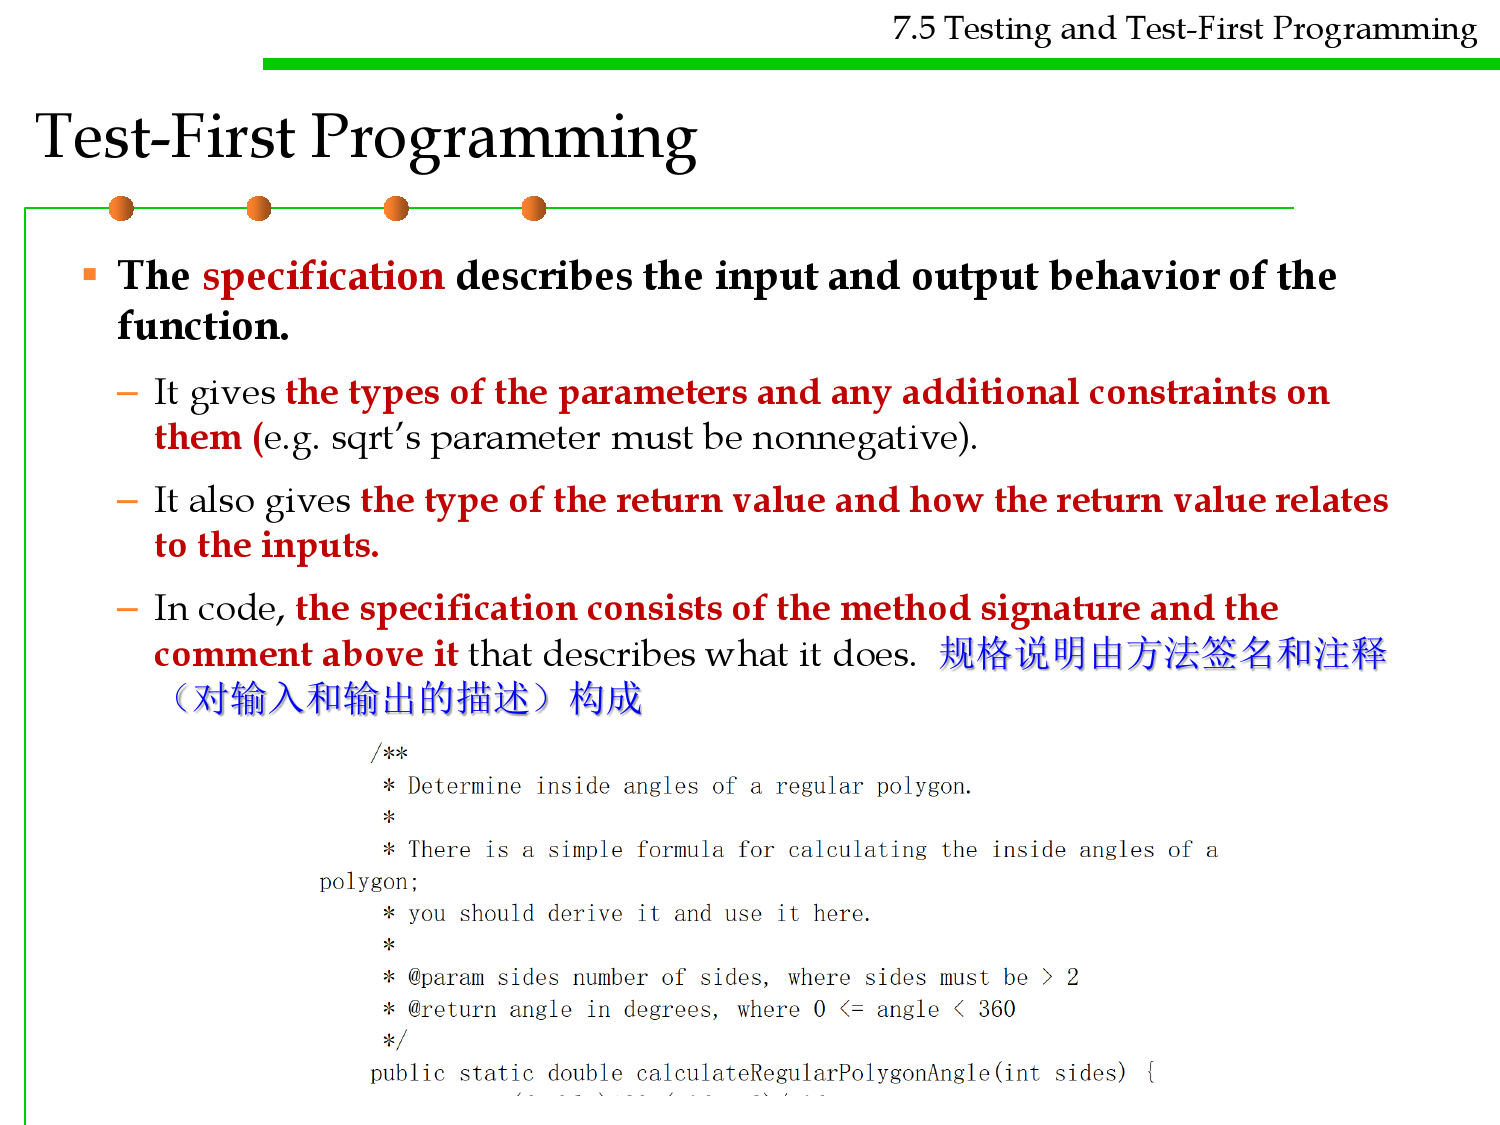 7.5 Testing and Test-First Programming
Test-First Programming
▪ The specification describes the input and output behavior of the
function.
– It gives the types of the parameters and any additional constraints on
them (e.g. sqrt’s parameter must be nonnegative).
– It also gives the type of the return value and how the return value relates
to the inputs.
– In code, the specification consists of the method signature and the
comment above it that describes what it does. 规格说明由方法签名和注释
（对输入和输出的描述）构成
/**
* Determine inside angles of a regular polygon.
*
* There is a simple formula for calculating the inside angles of a
polygon;
* you should derive it and use it here.
*
* @param sides number of sides, where sides must be > 2
* @return angle in degrees, where 0 <= angle < 360
*/
public static double calculateRegularPolygonAngle(int sides) {